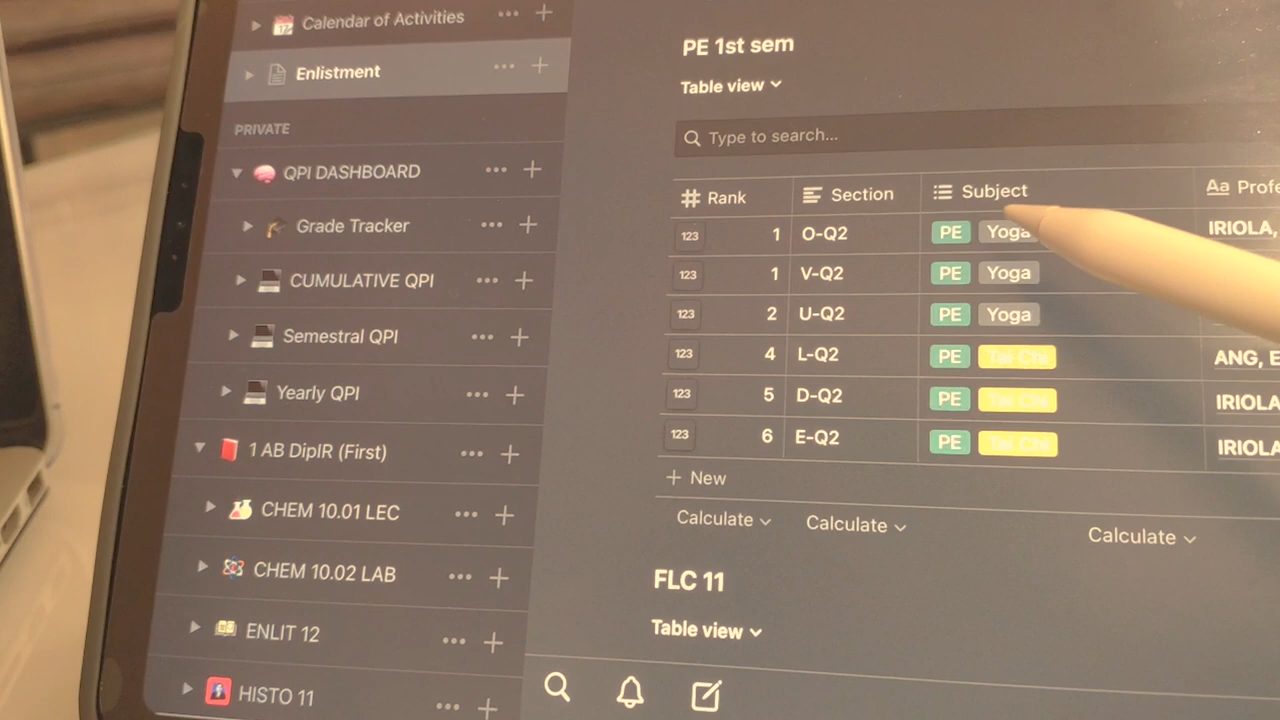 Calendar of Activities
Enlistment
PRIVATE
QPI DASHBOARD
Grade Tracker
CUMULATIVE QPI
Semestral QPI
Yearly QPI
1 AB DipIR (First)
CHEM 10.01 LEC
CHEM 10.02 LAB
ENLIT 12
HISTO 11
PE 1st sem
Table view
Type to search...
# Rank Section Subject Aa Profe
123 1 O-Q2 PE Yoga IRIOLA,
123 1 V-Q2 PE Yoga
123 2 U-Q2 PE Yoga
123 4 L-Q2 PE Tai Chi ANG, E
123 5 D-Q2 PE Tai Chi IRIOLA
123 6 E-Q2 PE Tai Chi IRIOLA
+ New
Calculate Calculate Calculate
FLC 11
Table view